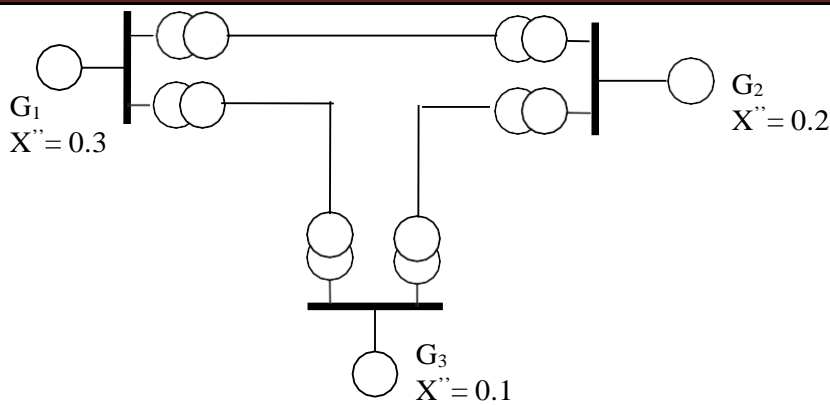 G₁
X’’= 0.3
G₂
X’’= 0.2
G₃
X’’= 0.1